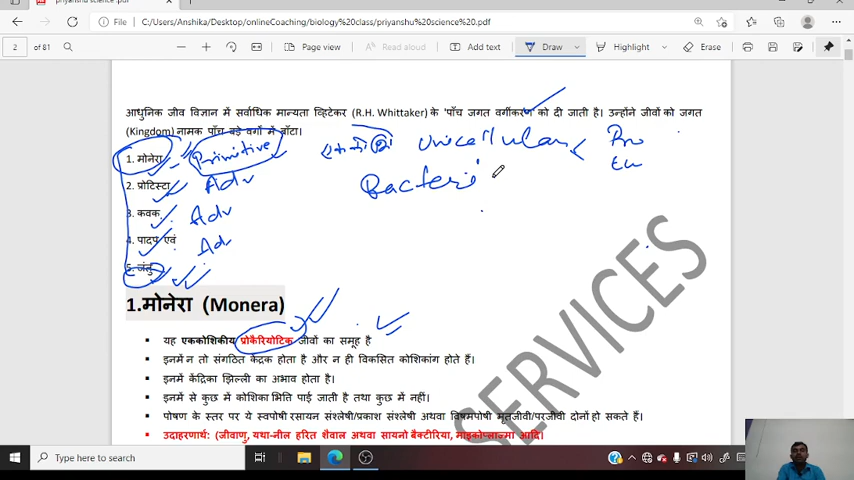 priyanshu science .pdf
C:/Users/Anshika/Desktop/onlineCoaching/biology%20class/priyanshu%20science%20.pdf
2 of 81
Page view
Read aloud
Add text
Draw
Highlight
Erase
आधुनिक जीव विज्ञान में सर्वाधिक मान्यता व्हिटेकर (R.H. Whittaker) के 'पाँच जगत वर्गीकरण' को दी जाती है। उन्होंने जीवों को जगत
(Kingdom) नामक पाँच बड़े वर्गो में बाँटा।
1. मोनेरा
Primitive
Unicellular
Pro
Eu
2. प्रोटिस्टा
Adv
Bacteri
3. कवक
Adv
4. पादप एवं
Ad
5. जंतु
1.मोनेरा (Monera)
यह एककोशिकीय प्रोकैरियोटिक जीवों का समूह है
इनमें न तो संगठित केंद्रक होता है और न ही विकसित कोशिकांग होते हैं।
इनमें केंद्रिका झिल्ली का अभाव होता है।
इनमें से कुछ में कोशिका भिति पाई जाती है तथा कुछ में नहीं।
पोषण के स्तर पर ये स्वपोषी रसायन संश्लेषी/प्रकाश संश्लेषी अथवा विषमपोषी मृतजीवी/परजीवी दोनों हो सकते हैं।
उदाहरणार्थ: (जीवाणु, यथा-नील हरित शैवाल अथवा सायनो बैक्टीरिया, माइकोप्लाज्मा आदि।
SERVICES
Type here to search